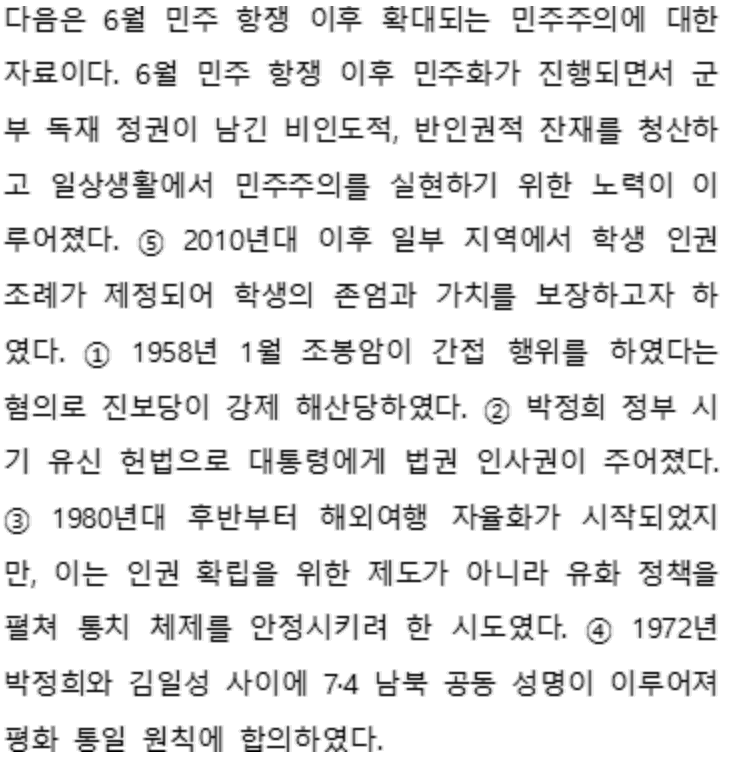 다음은 6월 민주 항쟁 이후 확대되는 민주주의에 대한
자료이다. 6월 민주 항쟁 이후 민주화가 진행되면서 군
부 독재 정권이 남긴 비인도적, 반인권적 잔재를 청산하
고 일상생활에서 민주주의를 실현하기 위한 노력이 이
루어졌다. ⑤ 2010년대 이후 일부 지역에서 학생 인권
조례가 제정되어 학생의 존엄과 가치를 보장하고자 하
였다. ① 1958년 1월 조봉암이 간접 행위를 하였다는
혐의로 진보당이 강제 해산당하였다. ② 박정희 정부 시
기 유신 헌법으로 대통령에게 법권 인사권이 주어졌다.
③ 1980년대 후반부터 해외여행 자율화가 시작되었지
만, 이는 인권 확립을 위한 제도가 아니라 유화 정책을
펼쳐 통치 체제를 안정시키려 한 시도였다. ④ 1972년
박정희와 김일성 사이에 7·4 남북 공동 성명이 이루어져
평화 통일 원칙에 합의하였다.